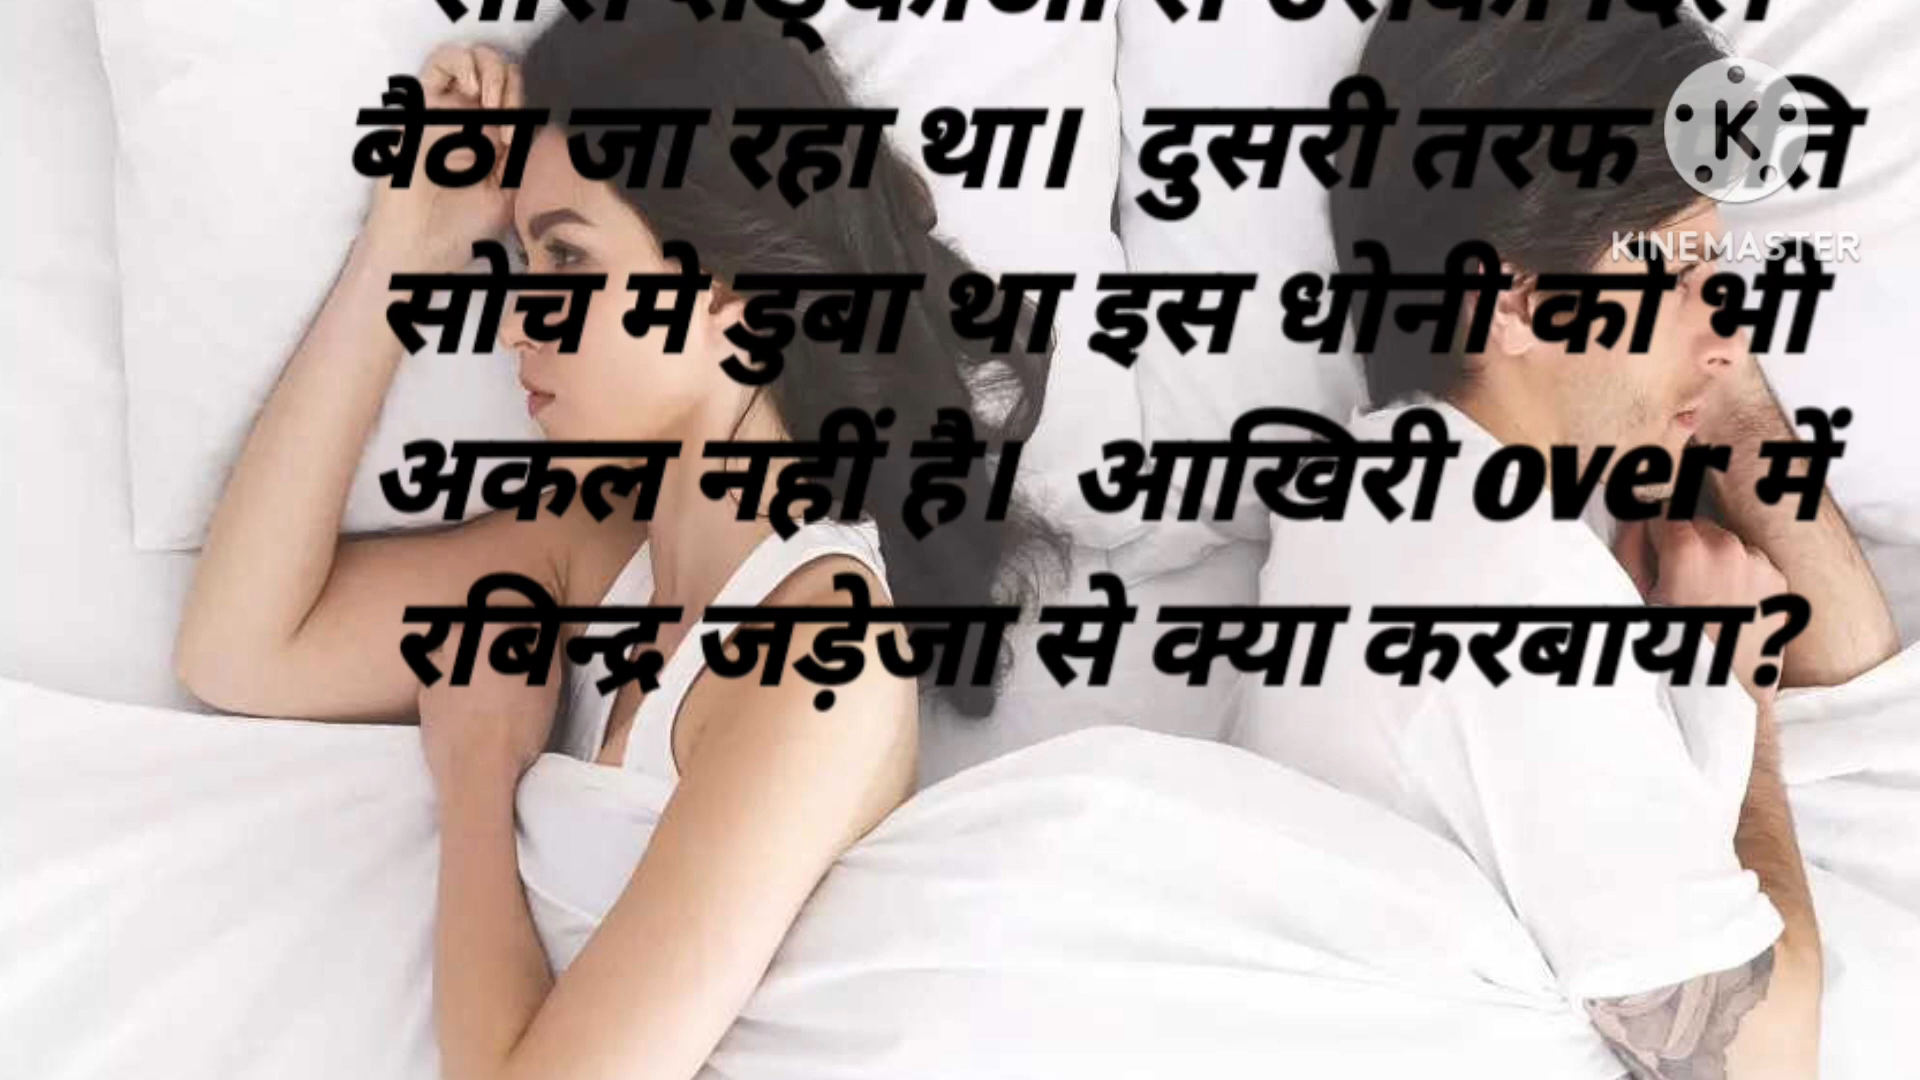 बैठा जा रहा था। दुसरी तरफ
सोच मे डुबा था इस धोनी को भी
अकल नहीं है। आखिरी over में
रबिन्द्र जड़ेजा से क्या करबाया?
KINEMASTER